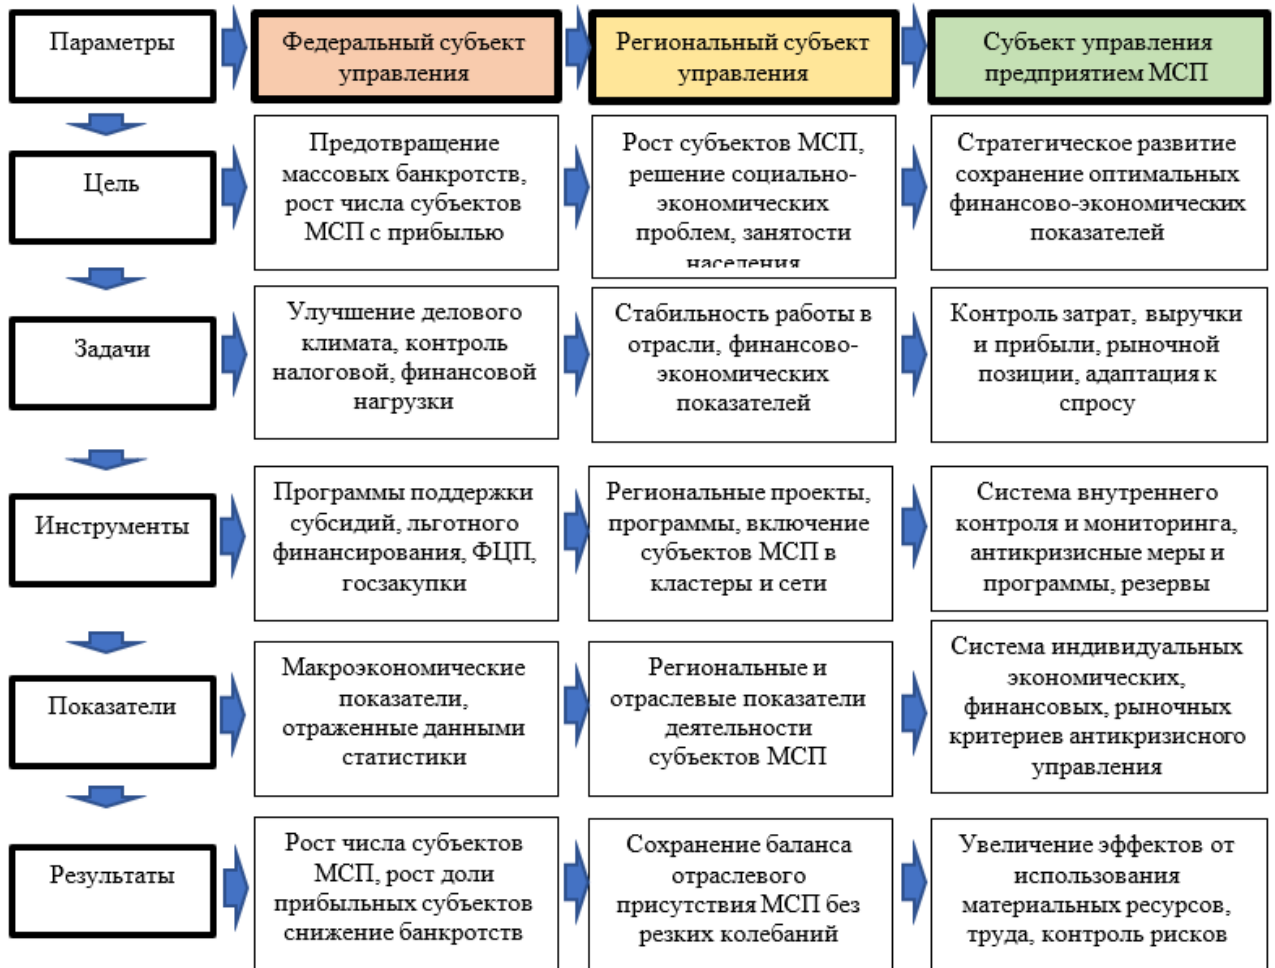 Параметры
Федеральный субъект
управления
Региональный субъект
управления
Субъект управления
предприятием МСП
Цель
Предотвращение
массовых банкротств,
рост числа субъектов
МСП с прибылью
Рост субъектов МСП,
решение социально-
экономических
проблем, занятости
населения
Стратегическое развитие
сохранение оптимальных
финансово-экономических
показателей
Задачи
Улучшение делового
климата, контроль
налоговой, финансовой
нагрузки
Стабильность работы в
отрасли, финансово-
экономических
показателей
Контроль затрат, выручки
и прибыли, рыночной
позиции, адаптация к
спросу
Инструменты
Программы поддержки
субсидий, льготного
финансирования, ФЦП,
госзакупки
Региональные проекты,
программы, включение
субъектов МСП в
кластеры и сети
Система внутреннего
контроля и мониторинга,
антикризисные меры и
программы, резервы
Показатели
Макроэкономические
показатели,
отраженные данными
статистики
Региональные и
отраслевые показатели
деятельности
субъектов МСП
Система индивидуальных
экономических,
финансовых, рыночных
критериев антикризисного
управления
Результаты
Рост числа субъектов
МСП, рост доли
прибыльных субъектов
снижение банкротств
Сохранение баланса
отраслевого
присутствия МСП без
резких колебаний
Увеличение эффектов от
использования
материальных ресурсов,
труда, контроль рисков